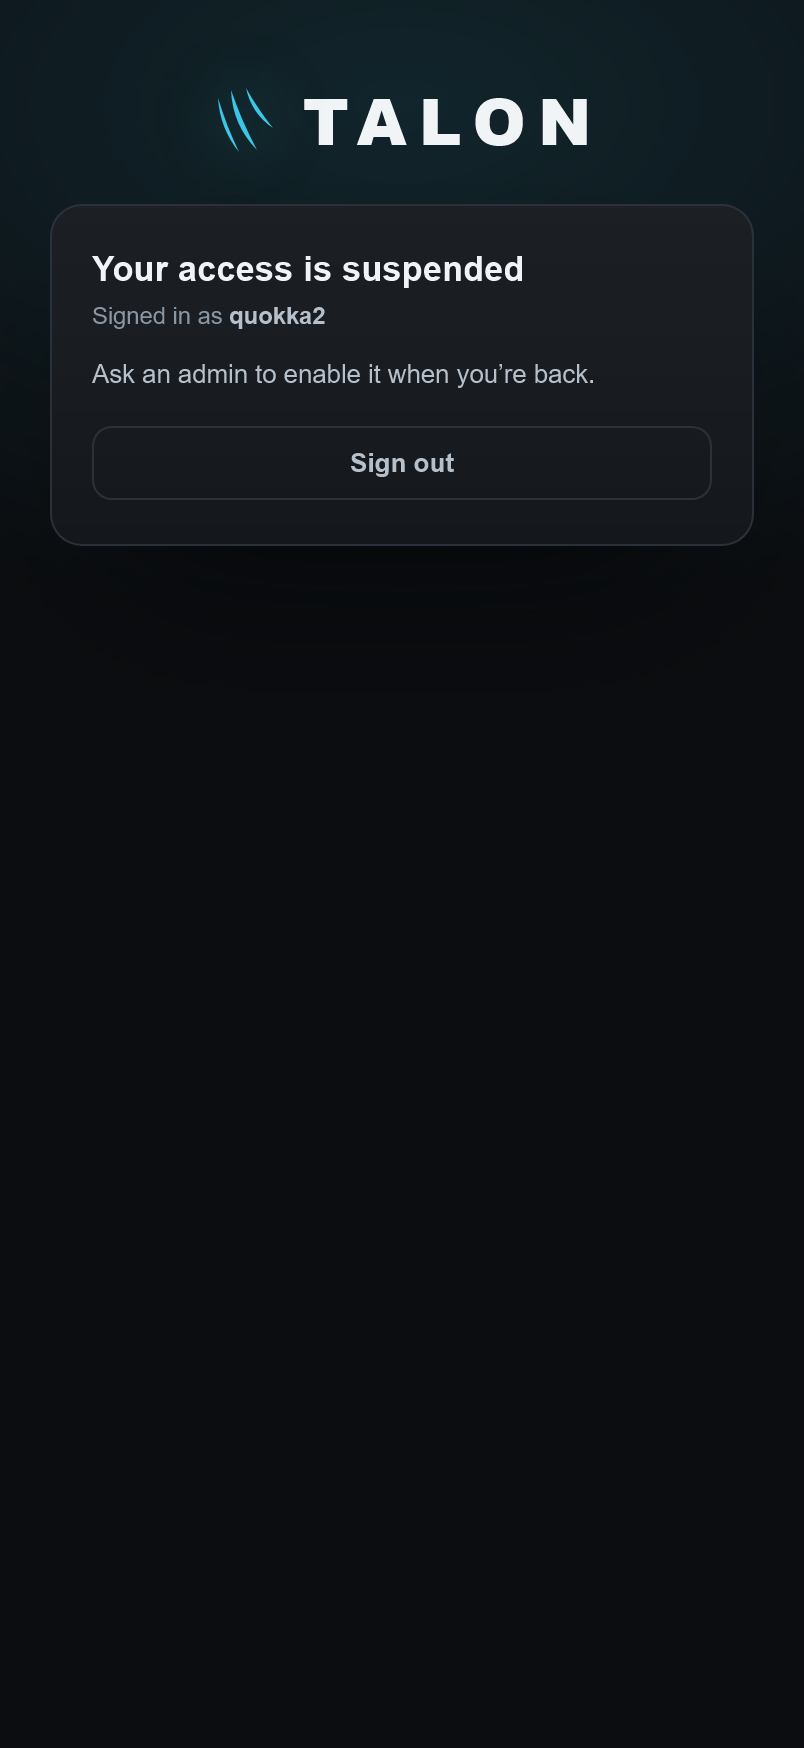 TALON
Your access is suspended
Signed in as quokka2
Ask an admin to enable it when you’re back.
Sign out